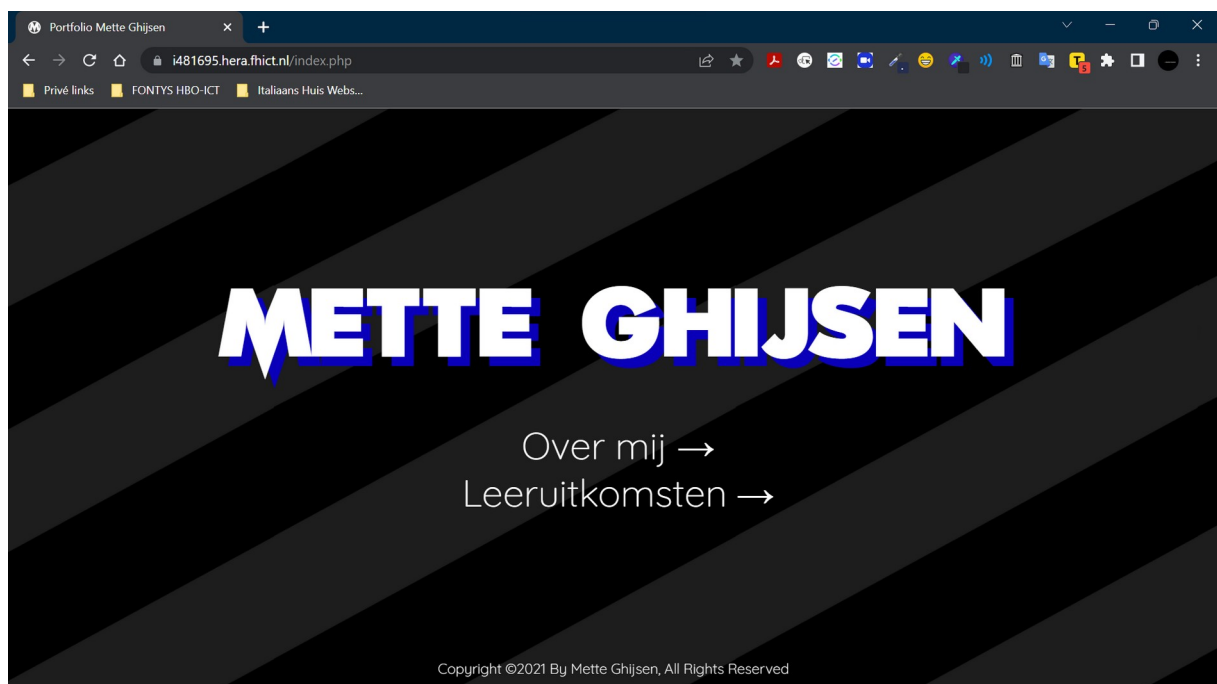 Portfolio Mette Ghijsen
i481695.hera.fhict.nl/index.php
Privé links FONTYS HBO-ICT Italiaans Huis Webs...
METTE GHIJSEN
Over mij →
Leeruitkomsten →
Copyright ©2021 By Mette Ghijsen, All Rights Reserved